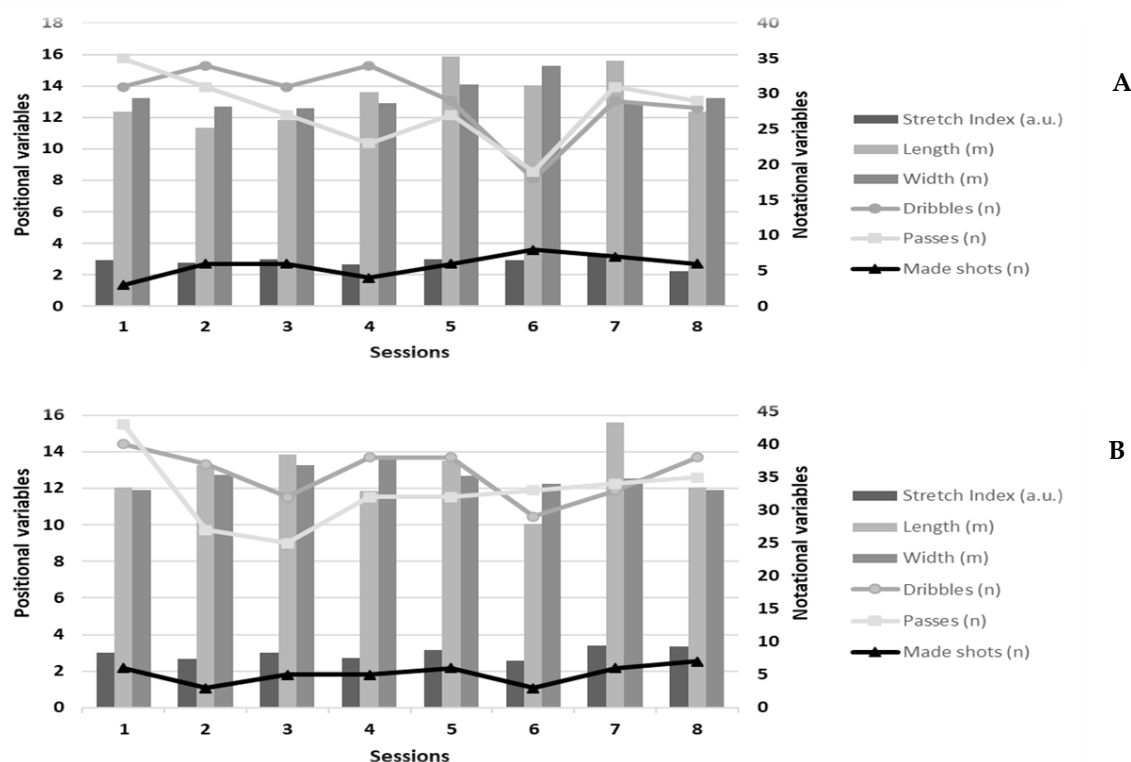 18
16
14
12
10
8
6
4
2
0
Positional variables
40
35
30
25
20
15
10
5
0
Notational variables
1 2 3 4 5 6 7 8
Sessions
A
Stretch Index (a.u.)
Length (m)
Width (m)
Dribbles (n)
Passes (n)
Made shots (n)
16
14
12
10
8
6
4
2
0
Positional variables
45
40
35
30
25
20
15
10
5
0
Notational variables
1 2 3 4 5 6 7 8
Sessions
B
Stretch Index (a.u.)
Length (m)
Width (m)
Dribbles (n)
Passes (n)
Made shots (n)